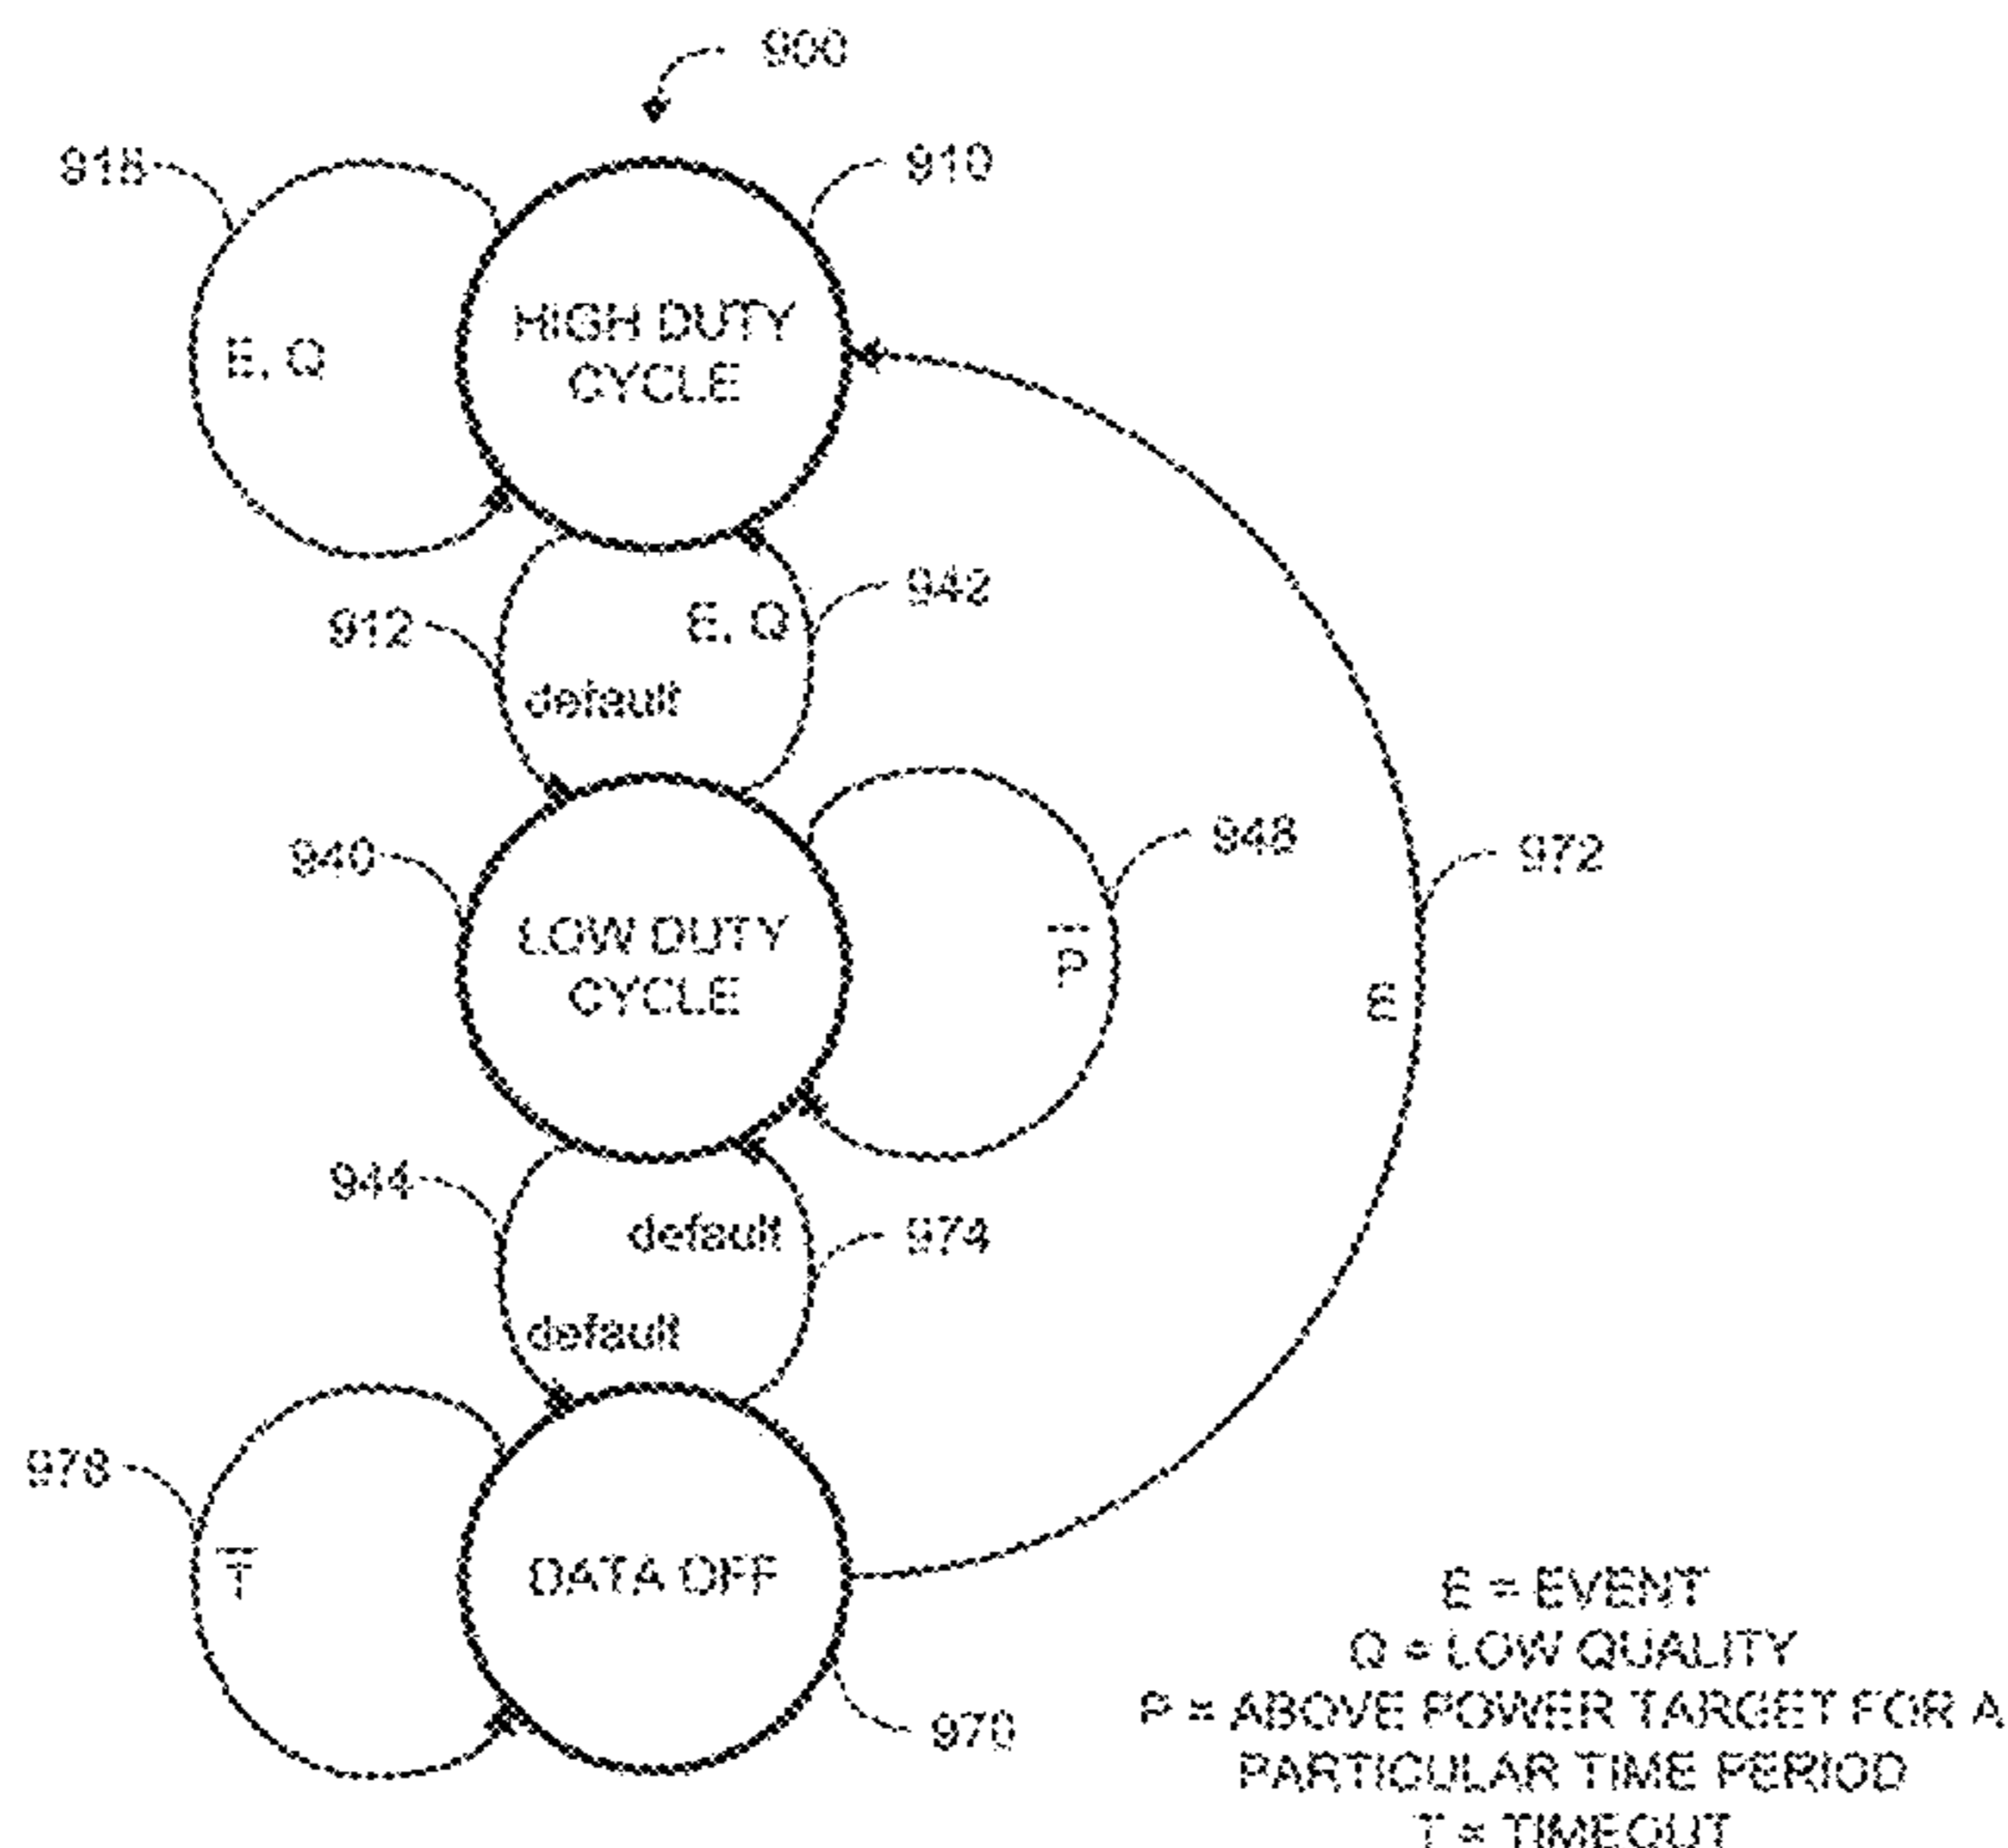 900
918
910
HIGH DUTY
CYCLE
E, Q
942
E, Q
912
default
948
940
972
LOW DUTY
CYCLE
P̅
E
944
default
974
default
978
T̅
DATA OFF
E = EVENT
Q = LOW QUALITY
970
P = ABOVE POWER TARGET FOR A
PARTICULAR TIME PERIOD
T = TIMEOUT